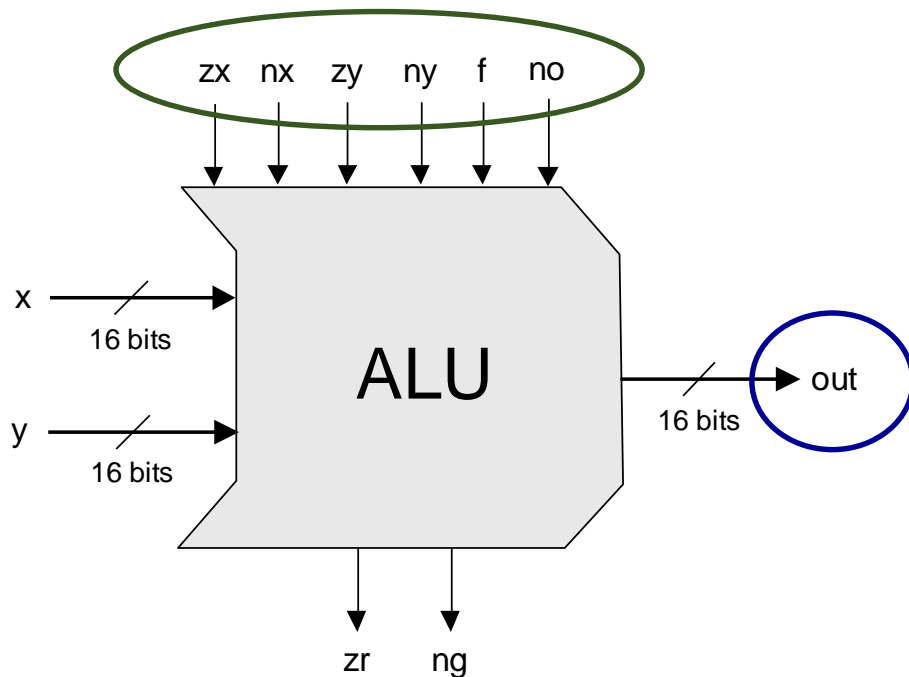 zx nx zy ny f no
x
16 bits
ALU
out
16 bits
y
16 bits
zr ng